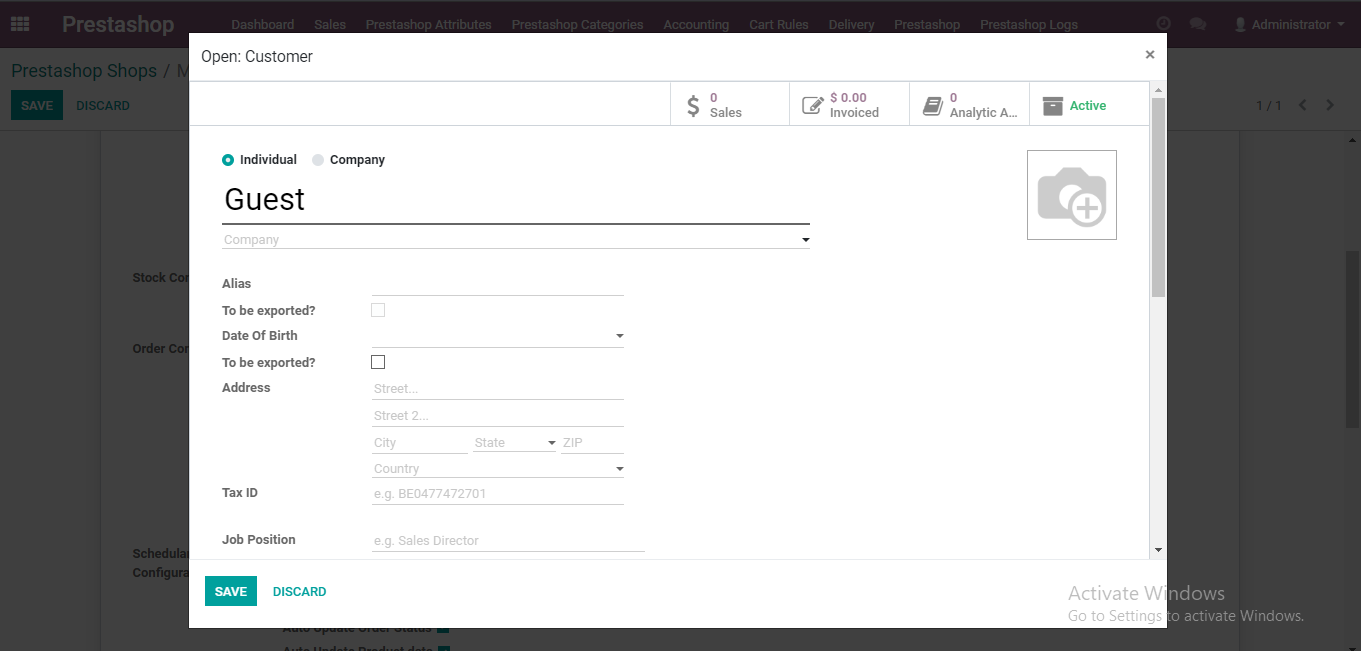 Prestashop Dashboard Sales Prestashop Attributes Prestashop Categories Accounting Cart Rules Delivery Prestashop Prestashop Logs Administrator
Prestashop Shops / M
SAVE DISCARD
1 / 1
Open: Customer ×
0 Sales
$ 0.00 Invoiced
0 Analytic A...
Active
Individual Company
Guest
Company
Alias
To be exported?
Date Of Birth
To be exported?
Address Street...
Street 2...
City State ZIP
Country
Tax ID e.g. BE0477472701
Job Position e.g. Sales Director
SAVE DISCARD
Stock Con
Order Con
Schedular
Configura
Auto Update Order Status
Auto Update Product data
Activate Windows
Go to Settings to activate Windows.